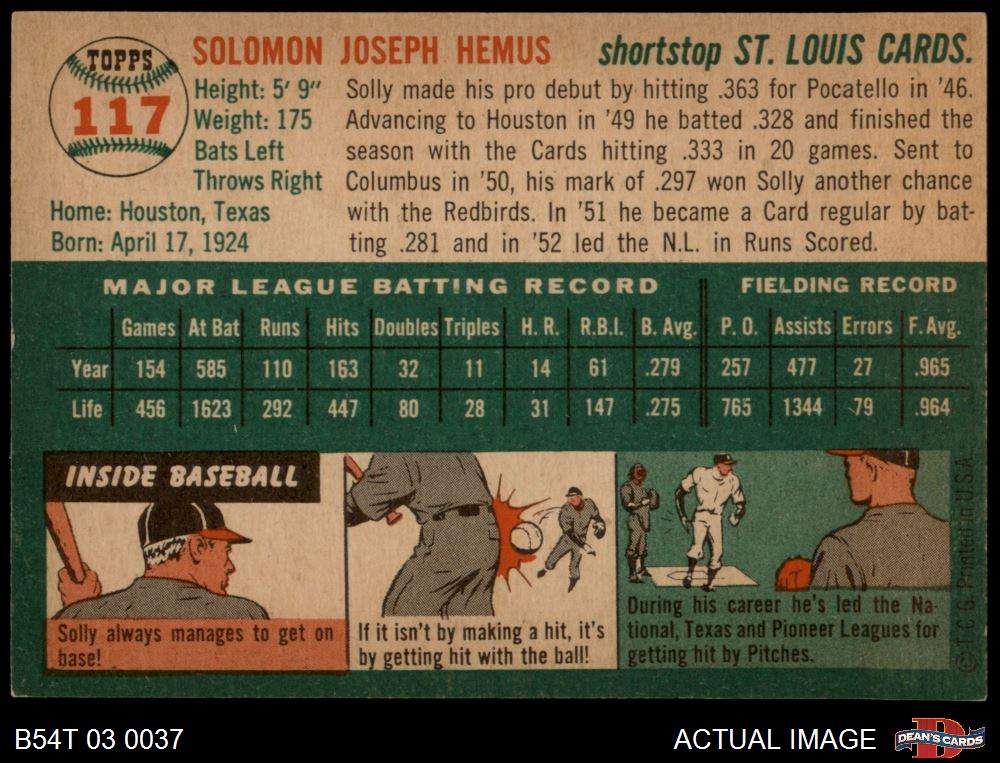 TOPPS
117
SOLOMON JOSEPH HEMUS shortstop ST. LOUIS CARDS.
Height: 5' 9"
Weight: 175
Bats Left
Throws Right
Home: Houston, Texas
Born: April 17, 1924
Solly made his pro debut by hitting .363 for Pocatello in '46.
Advancing to Houston in '49 he batted .328 and finished the
season with the Cards hitting .333 in 20 games. Sent to
Columbus in '50, his mark of .297 won Solly another chance
with the Redbirds. In '51 he became a Card regular by bat-
ting .281 and in '52 led the N.L. in Runs Scored.
MAJOR LEAGUE BATTING RECORD FIELDING RECORD
Games At Bat Runs Hits Doubles Triples H. R. R.B.I. B. Avg. P. O. Assists Errors F. Avg.
Year 154 585 110 163 32 11 14 61 .279 257 477 27 .965
Life 456 1623 292 447 80 28 31 147 .275 765 1344 79 .964
INSIDE BASEBALL
Solly always manages to get on
base!
If it isn't by making a hit, it's
by getting hit with the ball!
During his career he's led the Na-
tional, Texas and Pioneer Leagues for
getting hit by Pitches.
© T.C.G. Printed in U.S.A.
B54T 03 0037
ACTUAL IMAGE
DEAN'S CARDS